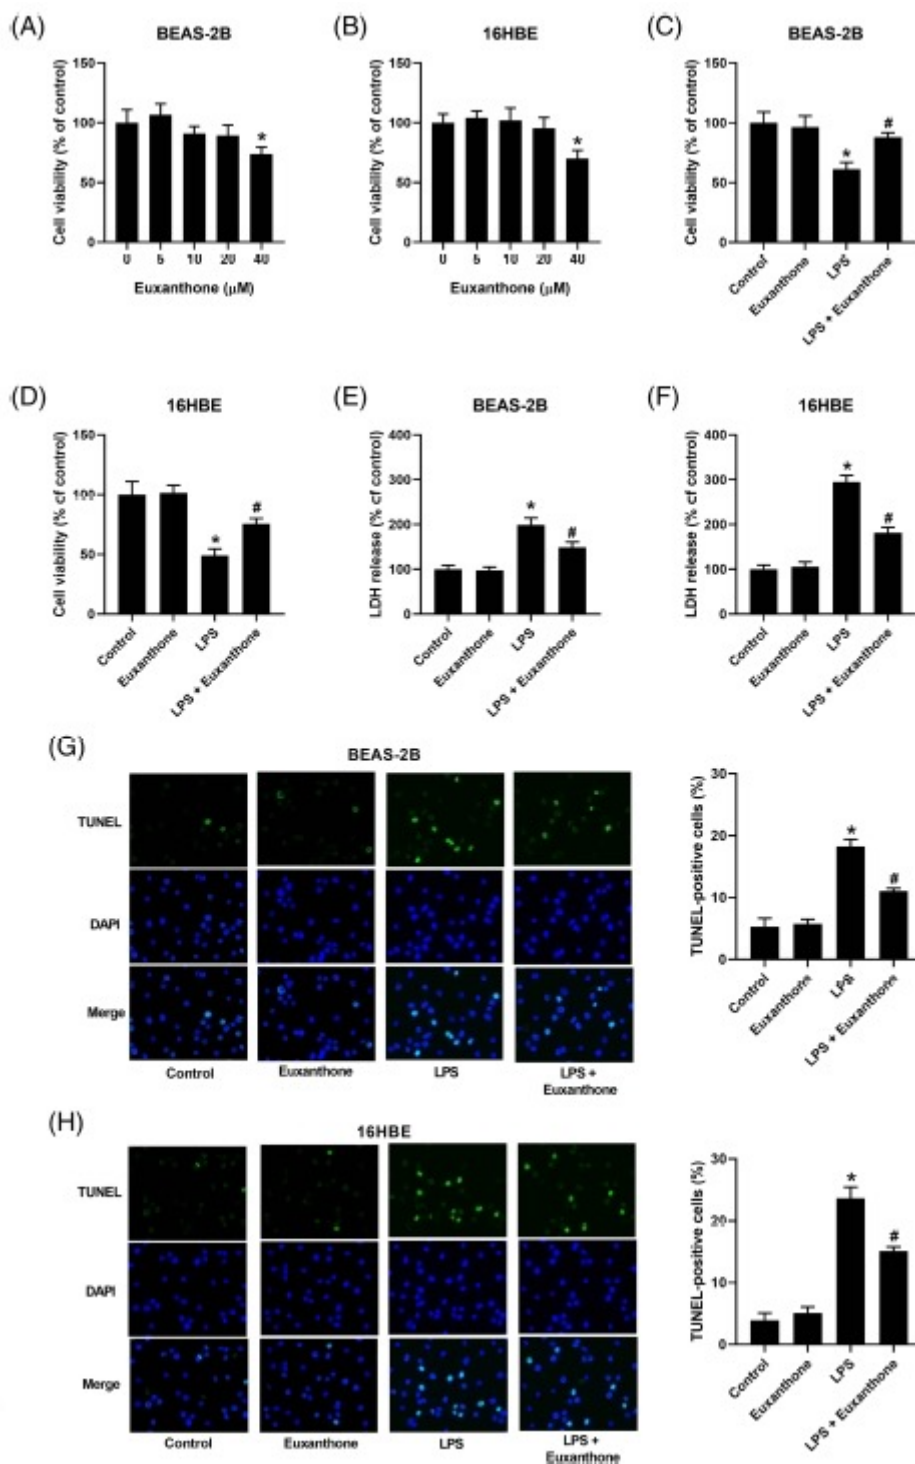 (A)
BEAS-2B
Cell viability (% of control)
150
100
50
0
*
0 5 10 20 40
Euxanthone (μM)
(B)
16HBE
Cell viability (% of control)
150
100
50
0
*
0 5 10 20 40
Euxanthone (μM)
(C)
BEAS-2B
Cell viability (% of control)
150
100
50
0
* #
Control
Euxanthone
LPS
LPS + Euxanthone
(D)
16HBE
Cell viability (% cf control)
150
100
50
0
* #
Control
Euxanthone
LPS
LPS + Euxanthone
(E)
BEAS-2B
LDH release (% cf control)
400
300
200
100
0
* #
Control
Euxanthone
LPS
LPS + Euxanthone
(F)
16HBE
LDH release (% cf control)
400
300
200
100
0
* #
Control
Euxanthone
LPS
LPS + Euxanthone
(G)
BEAS-2B
TUNEL
DAPI
Merge
Control
Euxanthone
LPS
LPS +
Euxanthone
TUNEL-positive cells (%)
30
20
10
0
* #
Control
Euxanthone
LPS
LPS + Euxanthone
(H)
16HBE
TUNEL
DAPI
Merge
Control
Euxanthone
LPS
LPS +
Euxanthone
TUNEL-positive cells (%)
30
20
10
0
* #
Control
Euxanthone
LPS
LPS + Euxanthone